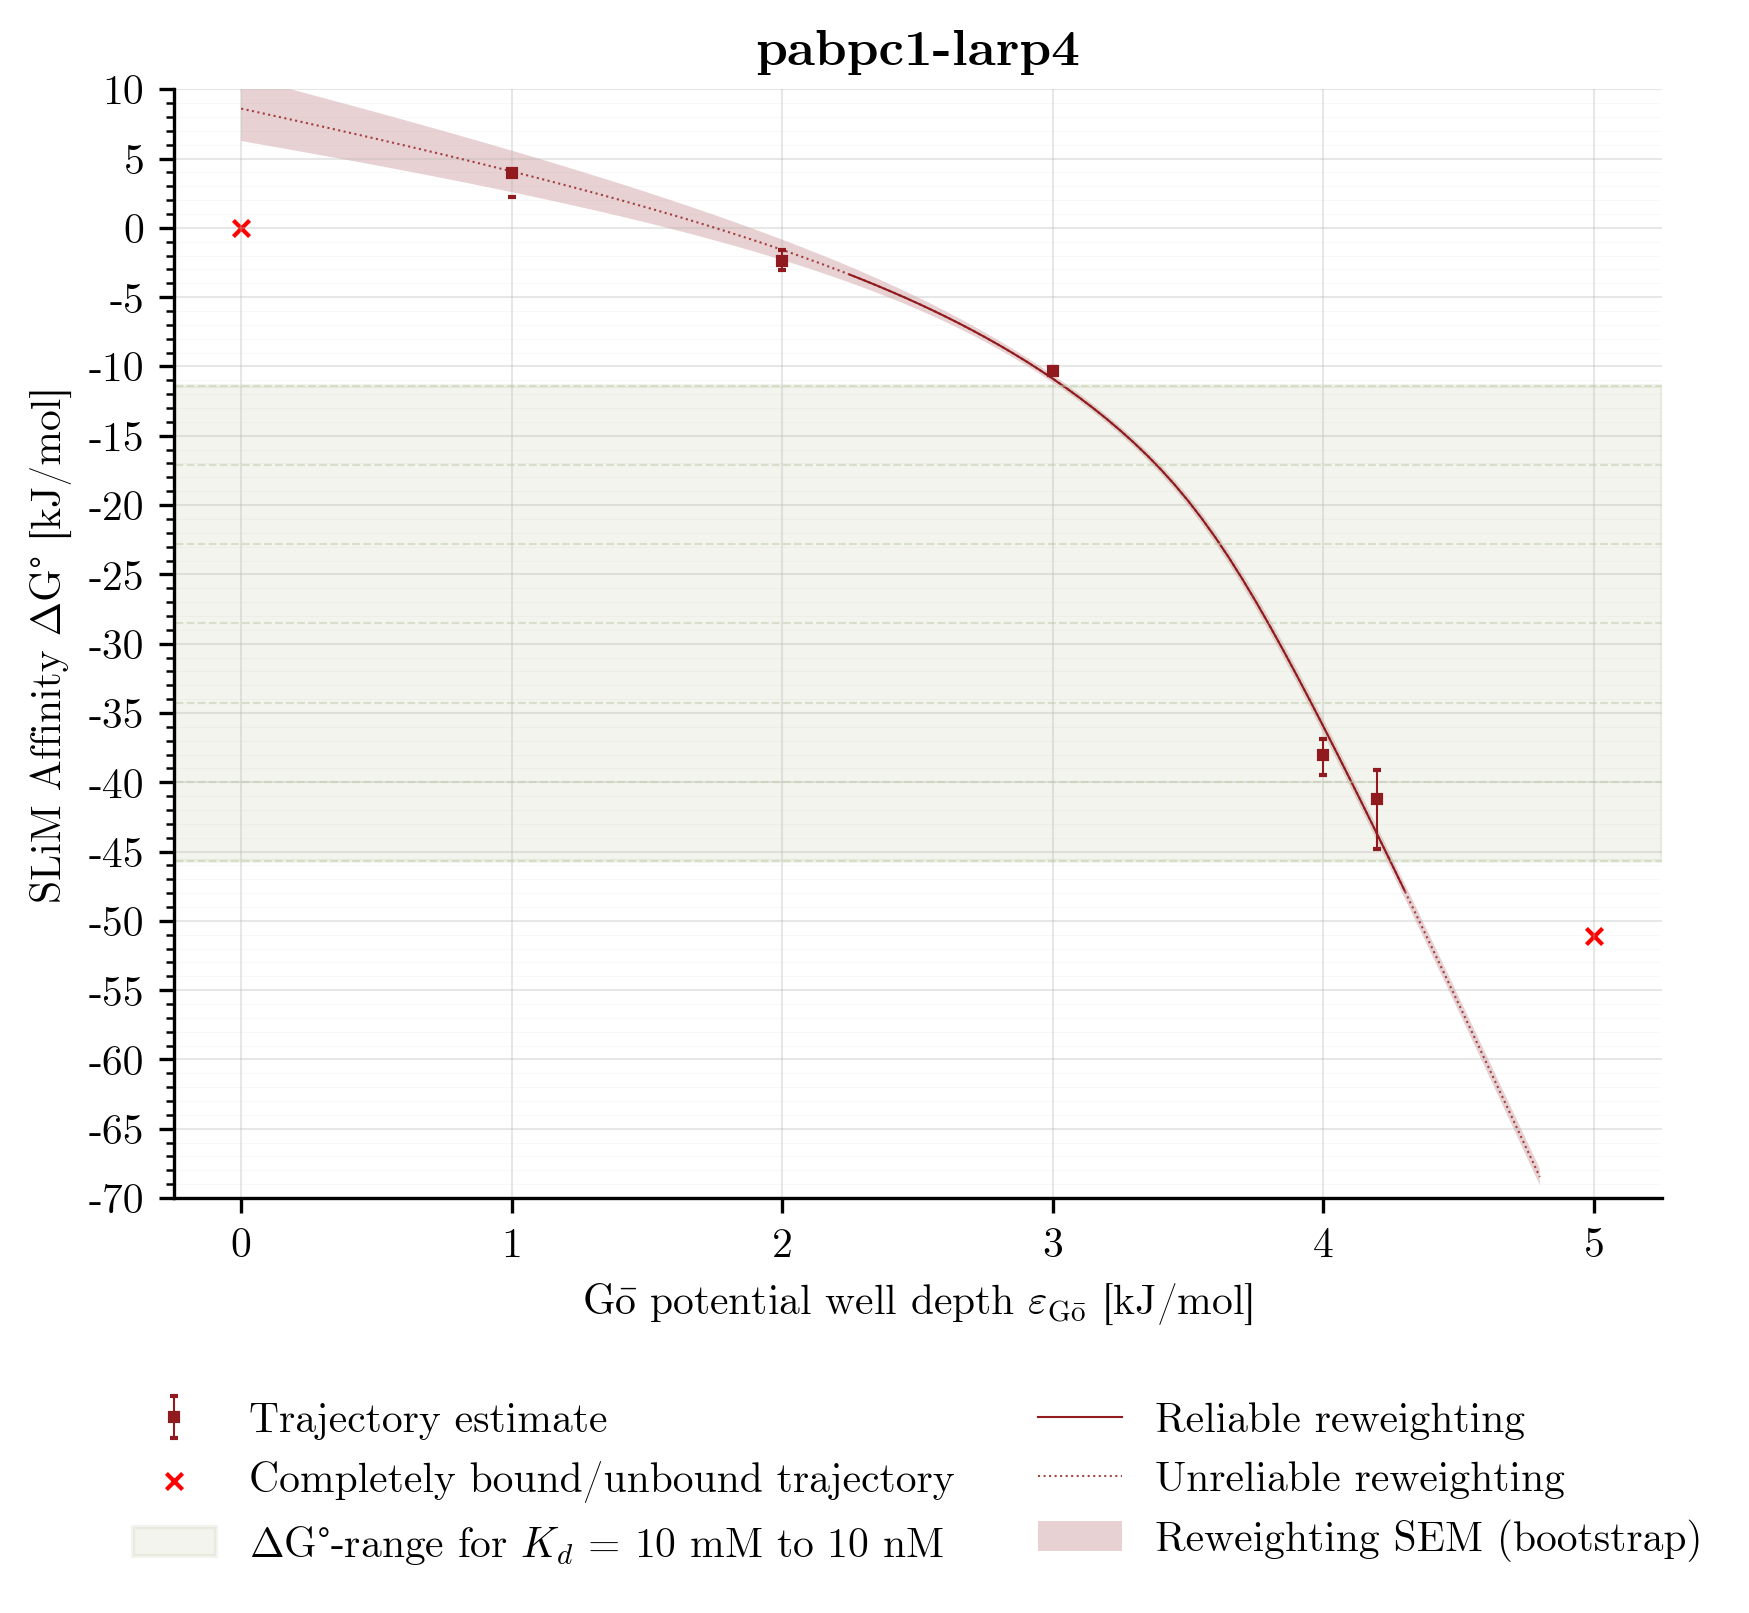 pabpc1-larp4
10
5
0
-5
-10
-15
-20
-25
-30
-35
-40
-45
-50
-55
-60
-65
-70
SLiM Affinity ΔG° [kJ/mol]
0 1 2 3 4 5
Gō potential well depth εGō [kJ/mol]
Trajectory estimate
Completely bound/unbound trajectory
ΔG°-range for Kd = 10 mM to 10 nM
Reliable reweighting
Unreliable reweighting
Reweighting SEM (bootstrap)